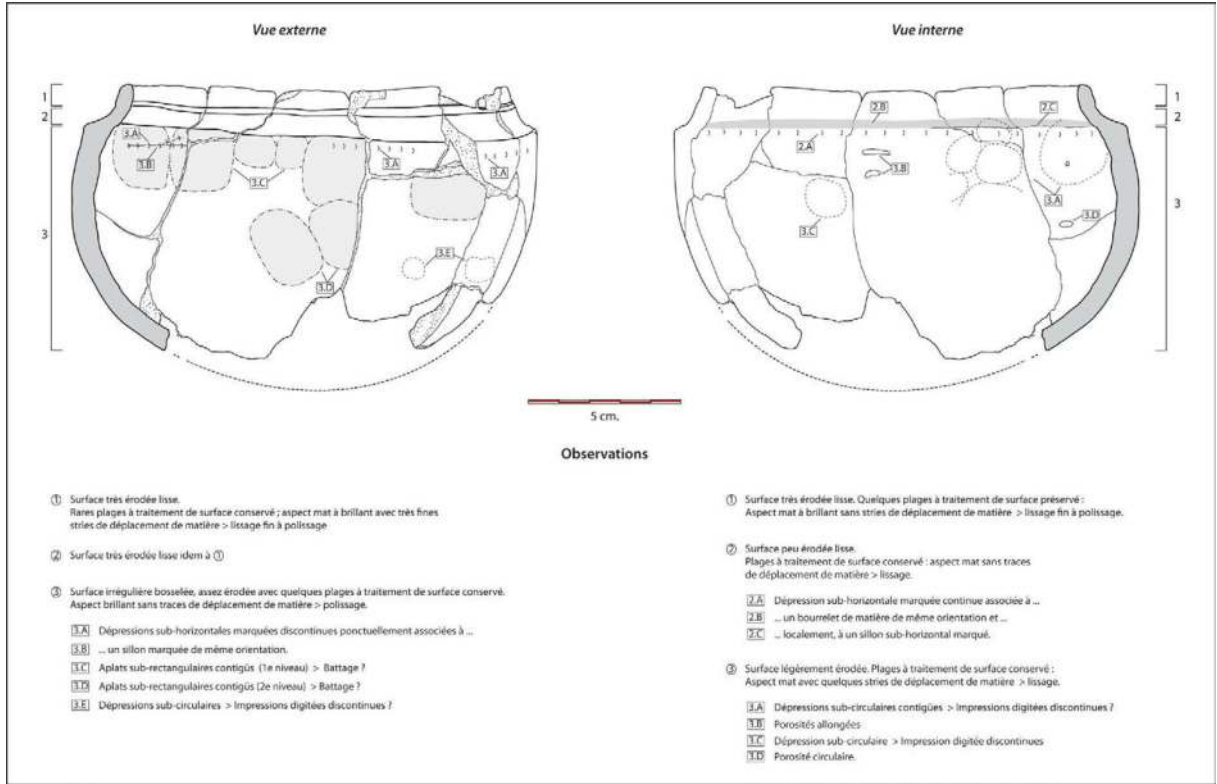 Vue externe
Vue interne
1
2
3
3.A
3.B
3.C
3.A
3.A
3.E
3.D
2.B
2.C
2.A
3.B
3.A
3.C
3.D
1
2
3
5 cm.
Observations
① Surface très érodée lisse.
Rares plages à traitement de surface conservé ; aspect mat à brillant avec très fines
stries de déplacement de matière > lissage fin à polissage
② Surface très érodée lisse idem à ①
③ Surface irrégulière bosselée, assez érodée avec quelques plages à traitement de surface conservé.
Aspect brillant sans traces de déplacement de matière > polissage.
3.A Dépressions sub-horizontales marquées discontinues ponctuellement associées à ...
3.B ... un sillon marquée de même orientation.
3.C Aplats sub-rectangulaires contigüs (1e niveau) > Battage ?
3.D Aplats sub-rectangulaires contigüs (2e niveau) > Battage ?
3.E Dépressions sub-circulaires > Impressions digitées discontinues ?
① Surface très érodée lisse. Quelques plages à traitement de surface préservé :
Aspect mat à brillant sans stries de déplacement de matière > lissage fin à polissage.
② Surface peu érodée lisse.
Plages à traitement de surface conservé : aspect mat sans traces
de déplacement de matière > lissage.
2.A Dépression sub-horizontale marquée continue associée à ...
2.B ... un bourrelet de matière de même orientation et ...
2.C ... localement, à un sillon sub-horizontal marqué.
③ Surface légèrement érodée. Plages à traitement de surface conservé :
Aspect mat avec quelques stries de déplacement de matière > lissage.
3.A Dépressions sub-circulaires contigües > Impressions digitées discontinues ?
3.B Porosités allongées
3.C Dépression sub-circulaire > Impression digitée discontinues
3.D Porosité circulaire.